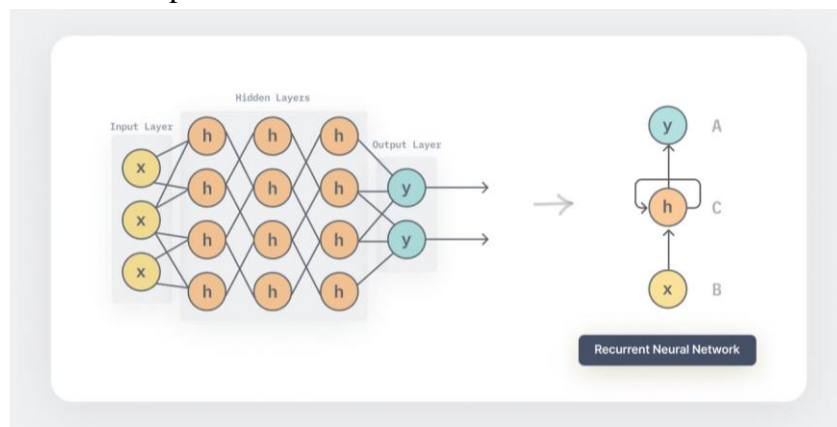 Hidden Layers
Input Layer
Output Layer
h h h
x
h h h
y
x
h h h
y
x
h h h
y A
h C
x B
Recurrent Neural Network